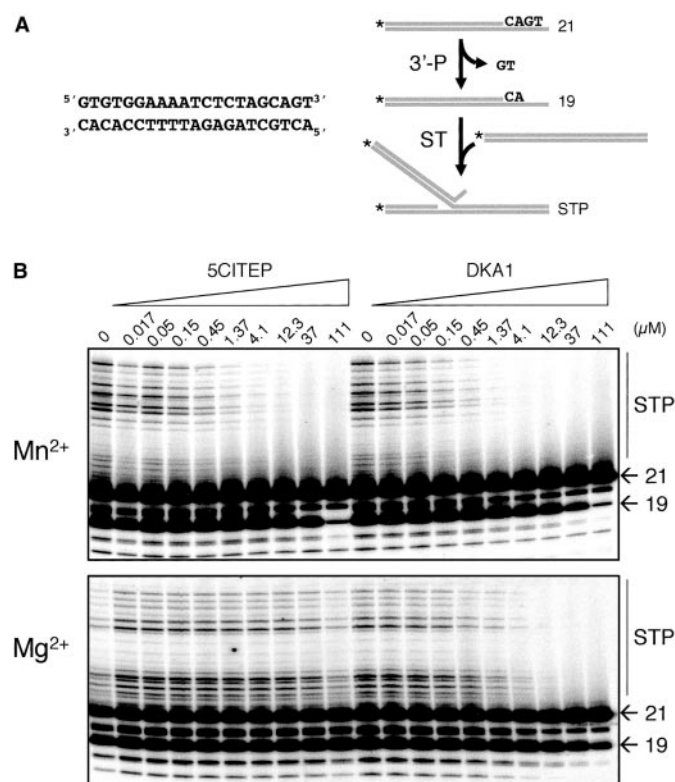 A
CAGT 21
3'-P
GT
5'GTGTGGAAAATCTCTAGCAGT3'
3'CACACCTTTTAGAGATCGTCA5'
CA 19
ST
*
*
*
*
*
STP
B
5CITEP DKA1
0 0.017 0.05 0.15 0.45 1.37 4.1 12.3 37 111 0 0.017 0.05 0.15 0.45 1.37 4.1 12.3 37 111 (µM)
STP
Mn2+
← 21
← 19
STP
Mg2+
← 21
← 19